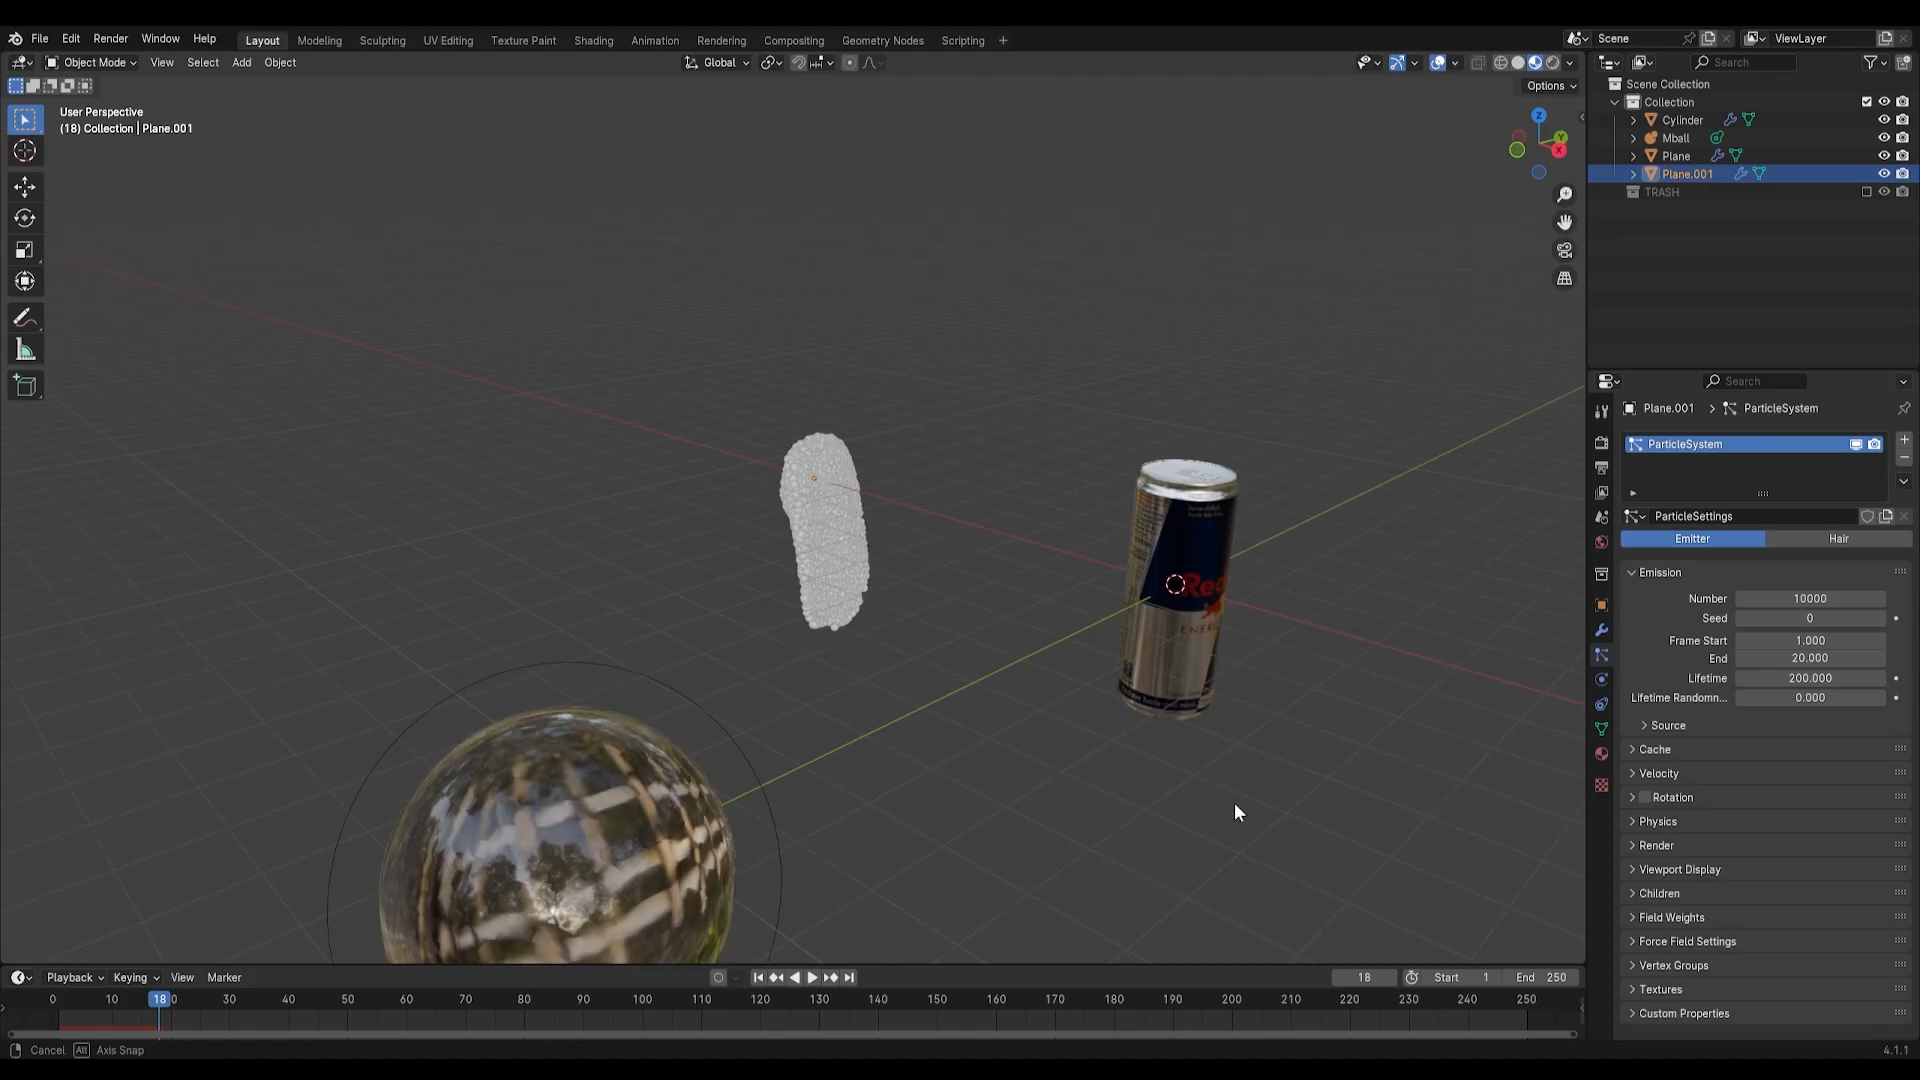 File Edit Render Window Help Layout Modeling Sculpting UV Editing Texture Paint Shading Animation Rendering Compositing Geometry Nodes Scripting + Scene ViewLayer
Object Mode View Select Add Object Global Search
Options
User Perspective
(18) Collection | Plane.001
Scene Collection
Collection
Cylinder
Mball
Plane
Plane.001
TRASH
Z
Y
X
Search
Plane.001 > ParticleSystem
ParticleSystem
ParticleSettings
Emitter Hair
Emission
Number 10000
Seed 0
Frame Start 1.000
End 20.000
Lifetime 200.000
Lifetime Randomn... 0.000
Source
Cache
Velocity
Rotation
Physics
Render
Viewport Display
Children
Field Weights
Force Field Settings
Vertex Groups
Textures
Custom Properties
Red
ENER
Playback Keying View Marker 18 Start 1 End 250
0 10 18 0 30 40 50 60 70 80 90 100 110 120 130 140 150 160 170 180 190 200 210 220 230 240 250
Cancel Alt Axis Snap 4.1.1